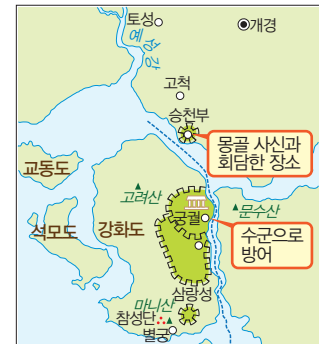 토성
개경
예성강
고척
승천부
몽골 사신과
회담한 장소
교동도
고려산
문수산
석모도
강화도
국궐
수군으로
방어
삼랑성
마니산
참성단
별궁